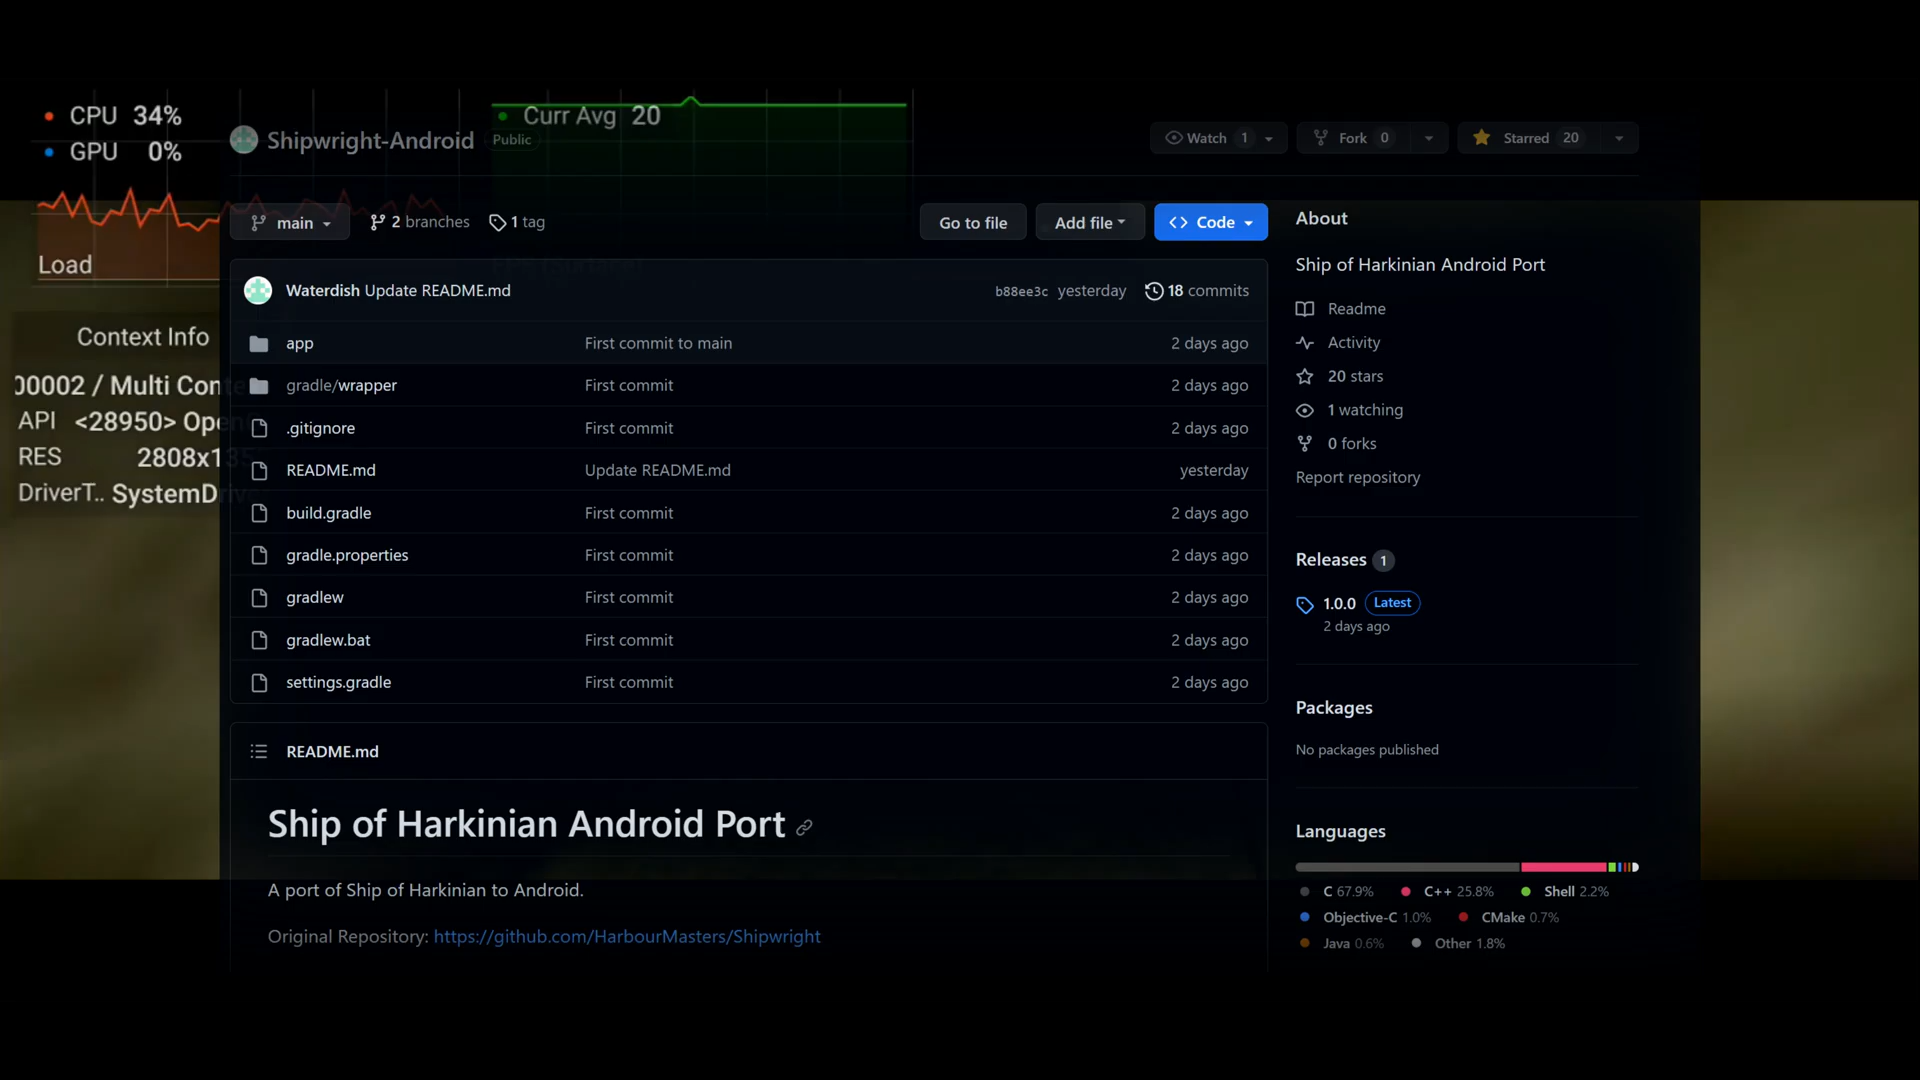 CPU 34%
GPU 0%
Load
Curr Avg 20
Context Info
00002 / Multi Cont
API <28950> Ope
RES 2808x135
DriverT.. SystemDrive
Shipwright-Android Public
Watch 1
Fork 0
Starred 20
main
2 branches
1 tag
Go to file
Add file
<> Code
Waterdish Update README.md b88ee3c yesterday 18 commits
app First commit to main 2 days ago
gradle/wrapper First commit 2 days ago
.gitignore First commit 2 days ago
README.md Update README.md yesterday
build.gradle First commit 2 days ago
gradle.properties First commit 2 days ago
gradlew First commit 2 days ago
gradlew.bat First commit 2 days ago
settings.gradle First commit 2 days ago
README.md
Ship of Harkinian Android Port
A port of Ship of Harkinian to Android.
Original Repository: https://github.com/HarbourMasters/Shipwright
About
Ship of Harkinian Android Port
Readme
Activity
20 stars
1 watching
0 forks
Report repository
Releases 1
1.0.0 Latest
2 days ago
Packages
No packages published
Languages
C 67.9% C++ 25.8% Shell 2.2%
Objective-C 1.0% CMake 0.7%
Java 0.6% Other 1.8%